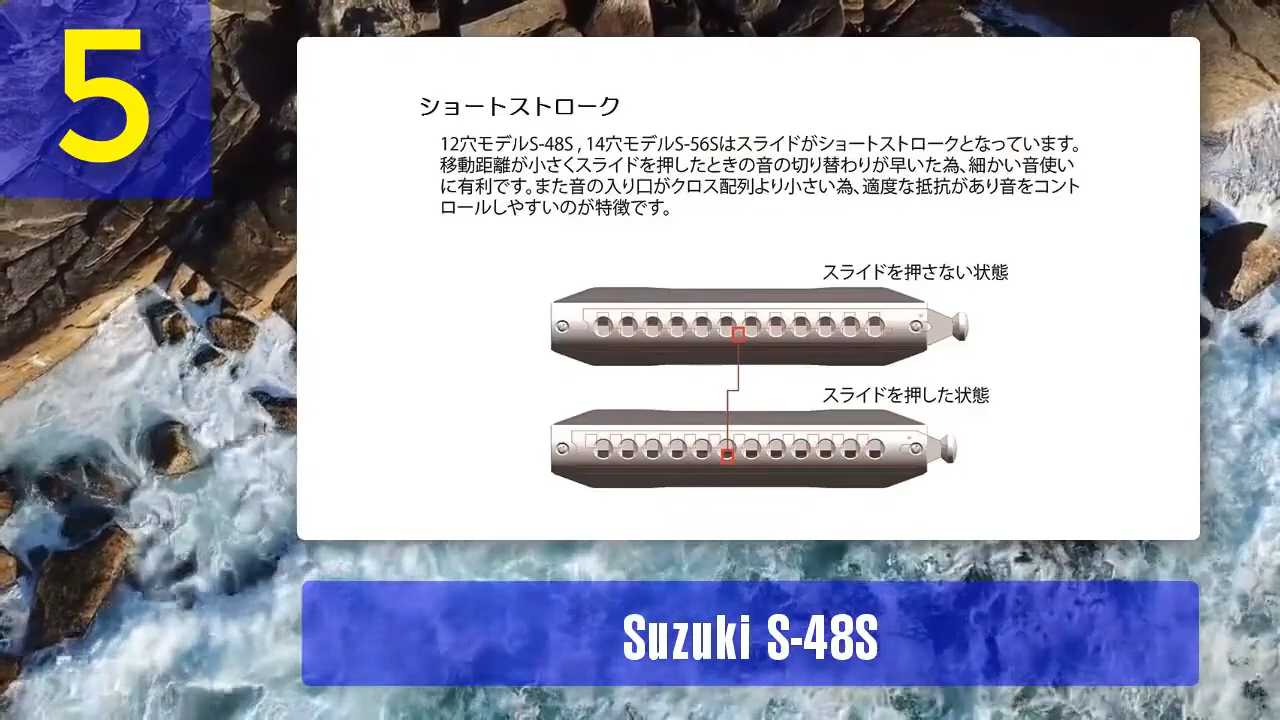 5
ショートストローク
12穴モデルS-48S , 14穴モデルS-56Sはスライドがショートストロークとなっています。
移動距離が小さくスライドを押したときの音の切り替わりが早いた為、細かい音使い
に有利です。また音の入り口がクロス配列より小さい為、適度な抵抗があり音をコント
ロールしやすいのが特徴です。
スライドを押さない状態
スライドを押した状態
Suzuki S-48S